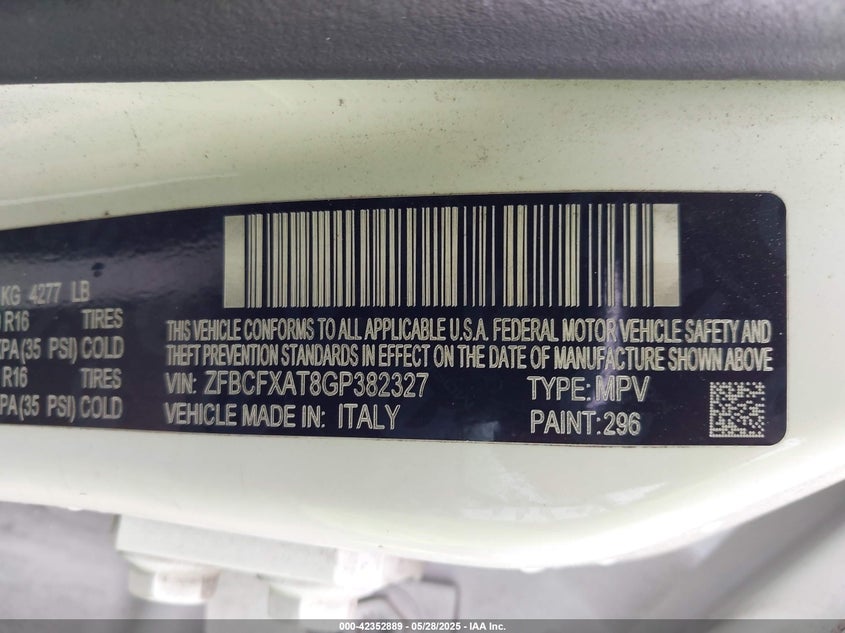 KG 4277 LB
R16 TIRES
PA (35 PSI) COLD
R16 TIRES
PA (35 PSI) COLD
THIS VEHICLE CONFORMS TO ALL APPLICABLE U.S.A. FEDERAL MOTOR VEHICLE SAFETY AND
THEFT PREVENTION STANDARDS IN EFFECT ON THE DATE OF MANUFACTURE SHOWN ABOVE
VIN: ZFBCFXAT8GP382327 TYPE: MPV
VEHICLE MADE IN: ITALY PAINT: 296
000-42352889 — 05/28/2025 — IAA Inc.